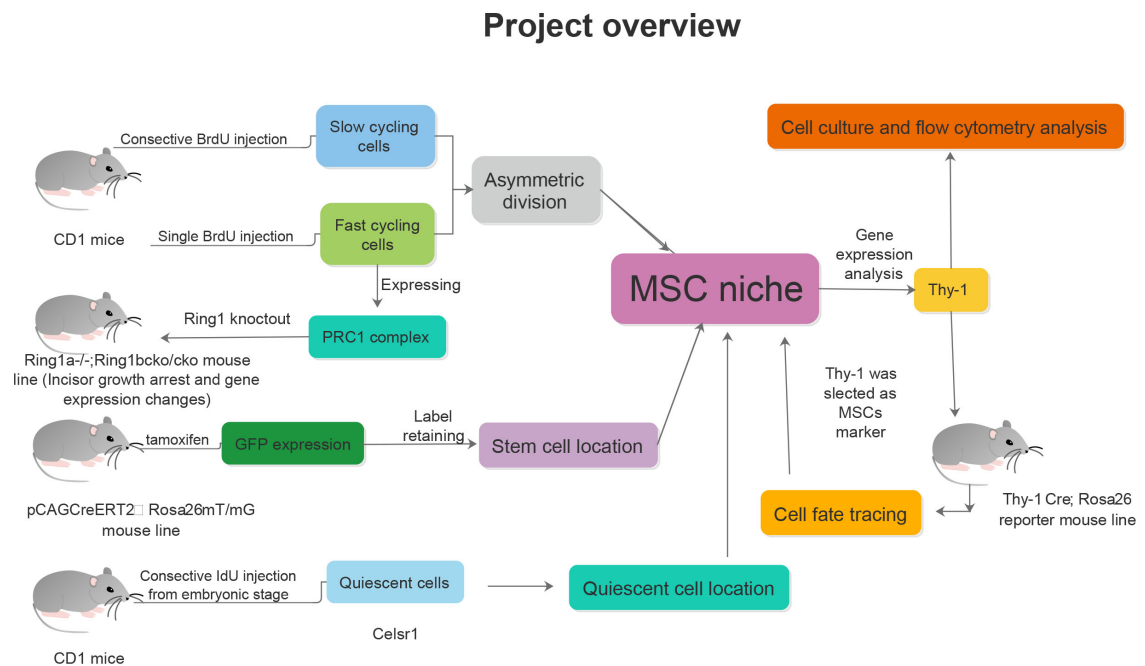 Project overview
Consective BrdU injection
Slow cycling
cells
CD1 mice
Single BrdU injection
Fast cycling
cells
Asymmetric
division
Expressing
PRC1 complex
Ring1 knoctout
Ring1a-/-;Ring1bcko/cko mouse
line (Incisor growth arrest and gene
expression changes)
tamoxifen
GFP expression
Label
retaining
Stem cell location
pCAGCreERT2□ Rosa26mT/mG
mouse line
Consective IdU injection
from embryonic stage
Quiescent cells
Celsr1
CD1 mice
Quiescent cell location
MSC niche
Gene
expression
analysis
Thy-1
Cell culture and flow cytometry analysis
Thy-1 was
slected as
MSCs
marker
Thy-1 Cre; Rosa26
reporter mouse line
Cell fate tracing